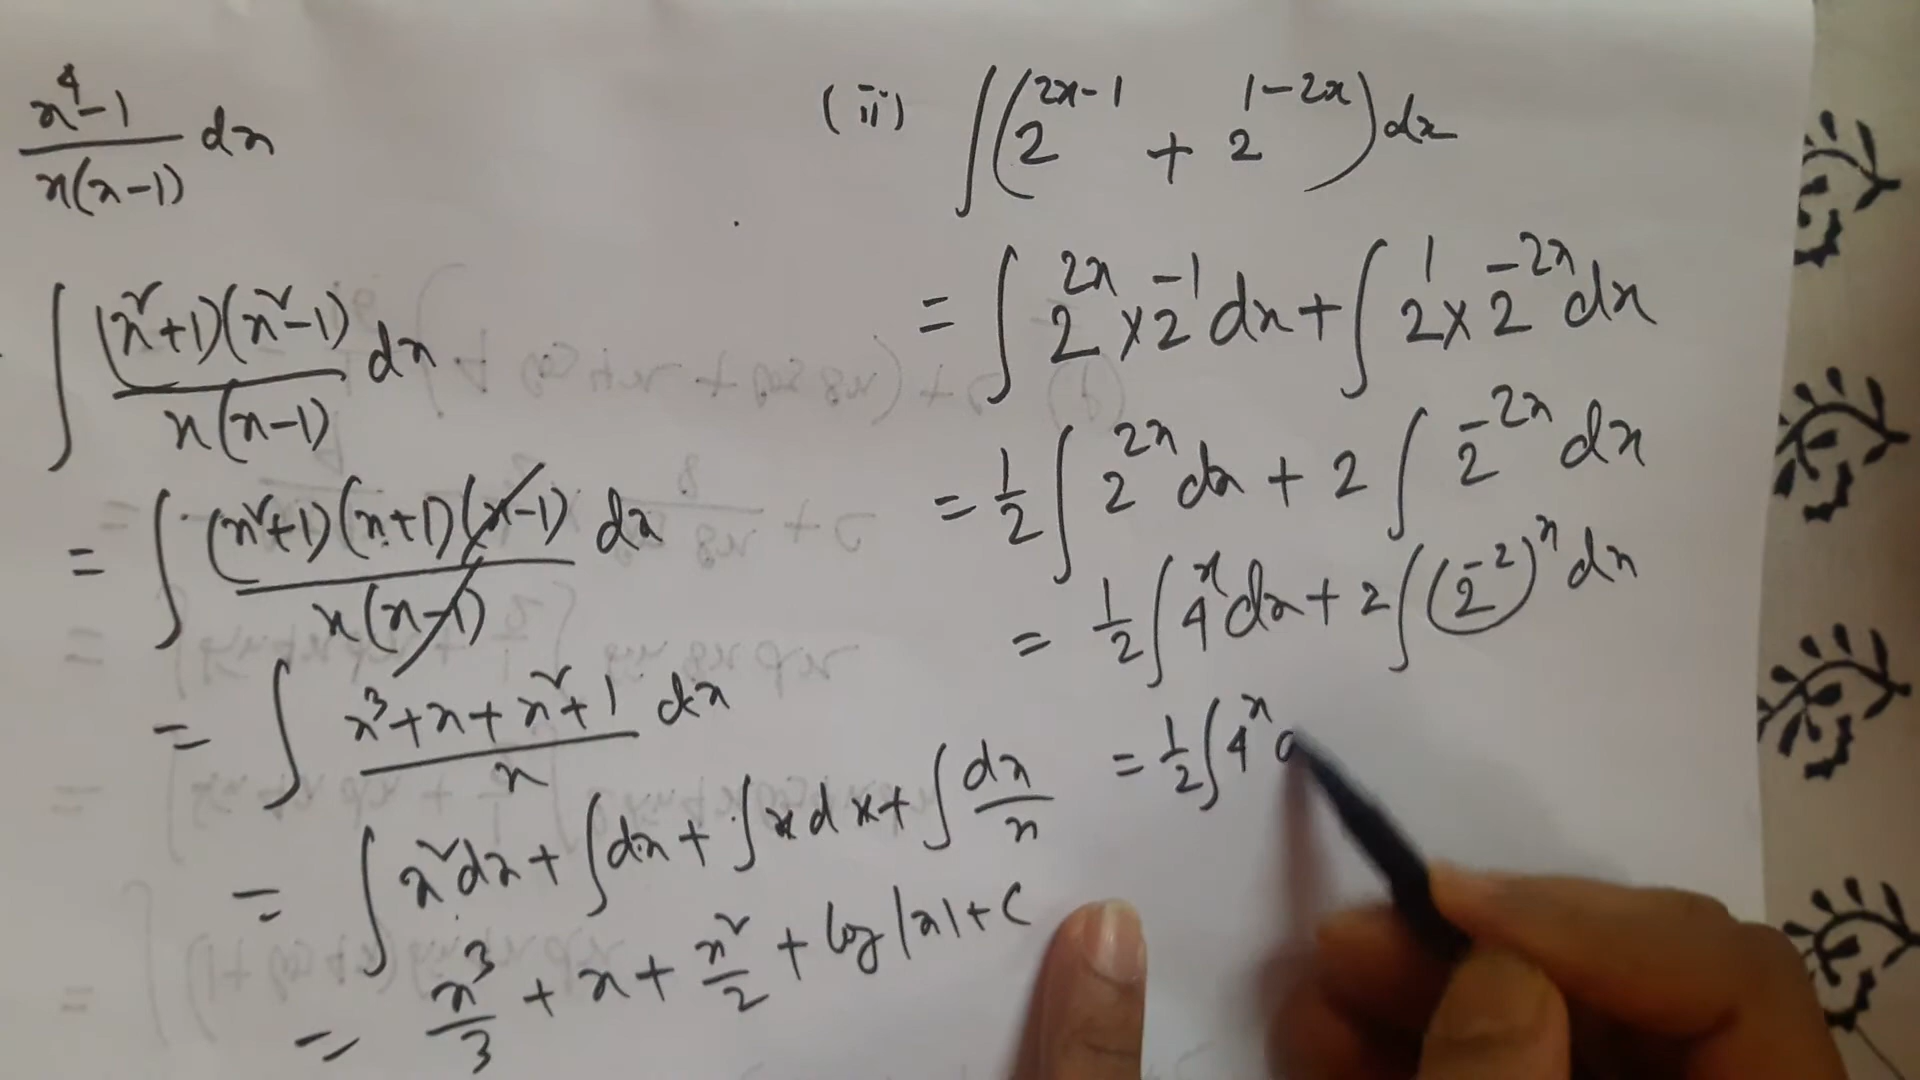 x⁴-1/x(x-1) dx
∫ (x²+1)(x²-1)/x(x-1) dx
= ∫ (x²+1)(x+1)(x-1)/x(x-1) dx
= ∫ x³+x+x²+1/x dx
= ∫ x² dx + ∫ dx + ∫ x dx + ∫ dx/x
= x³/3 + x + x²/2 + log|x| + c
(ii) ∫ (2^(2x-1) + 2^(1-2x)) dx
= ∫ 2^(2x) × 2^(-1) dx + ∫ 2^1 × 2^(-2x) dx
= 1/2 ∫ 2^(2x) dx + 2 ∫ 2^(-2x) dx
= 1/2 ∫ 4^x dx + 2 ∫ (2^(-2))^x dx
= 1/2 ∫ 4^x